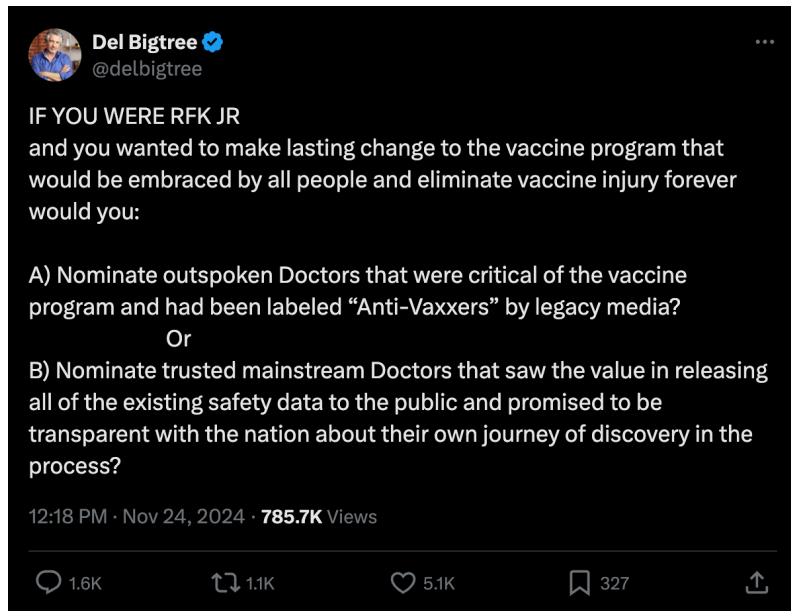 Del Bigtree
@delbigtree
IF YOU WERE RFK JR
and you wanted to make lasting change to the vaccine program that
would be embraced by all people and eliminate vaccine injury forever
would you:
A) Nominate outspoken Doctors that were critical of the vaccine
program and had been labeled “Anti-Vaxxers” by legacy media?
Or
B) Nominate trusted mainstream Doctors that saw the value in releasing
all of the existing safety data to the public and promised to be
transparent with the nation about their own journey of discovery in the
process?
12:18 PM · Nov 24, 2024 · 785.7K Views
1.6K 1.1K 5.1K 327